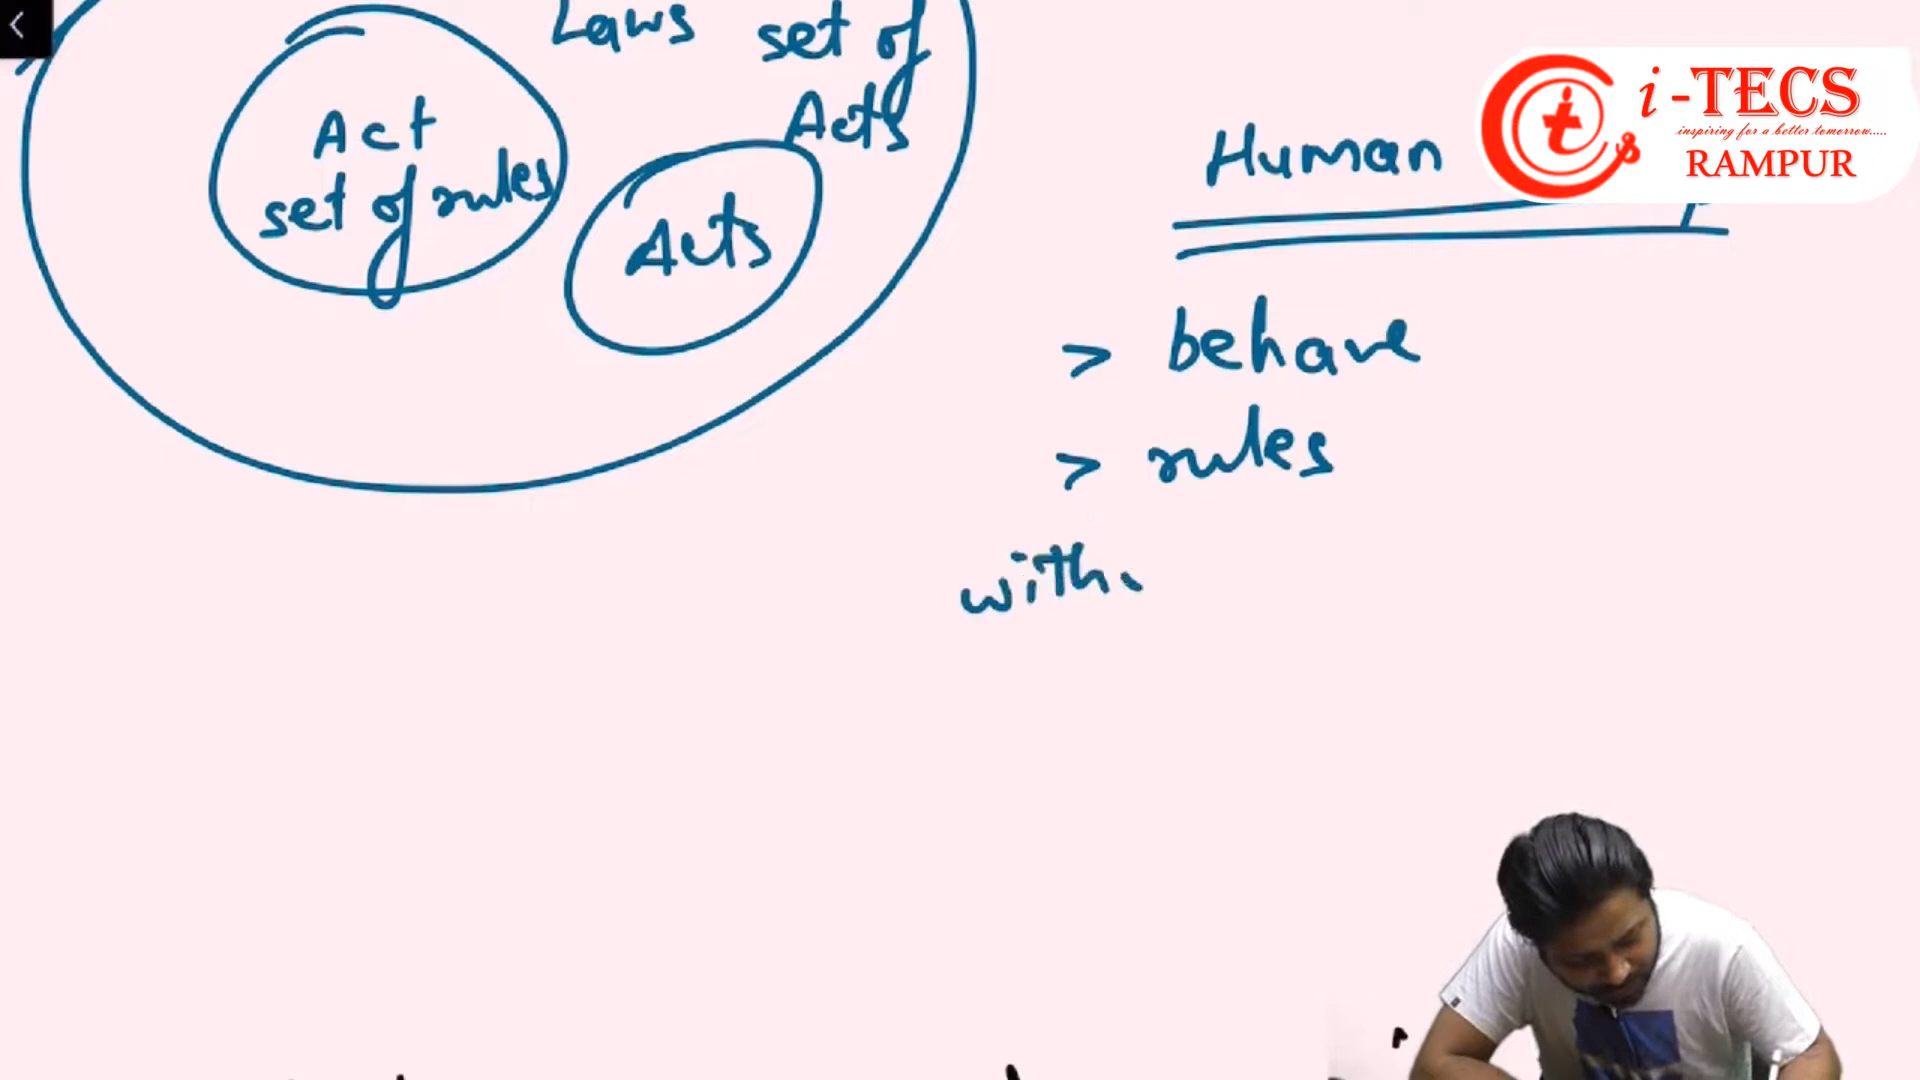 Laws set of
Acts
Act
set of rules
Acts
Human
> behave
> rules
with
i-TECS
inspiring for a better tomorrow.....
RAMPUR